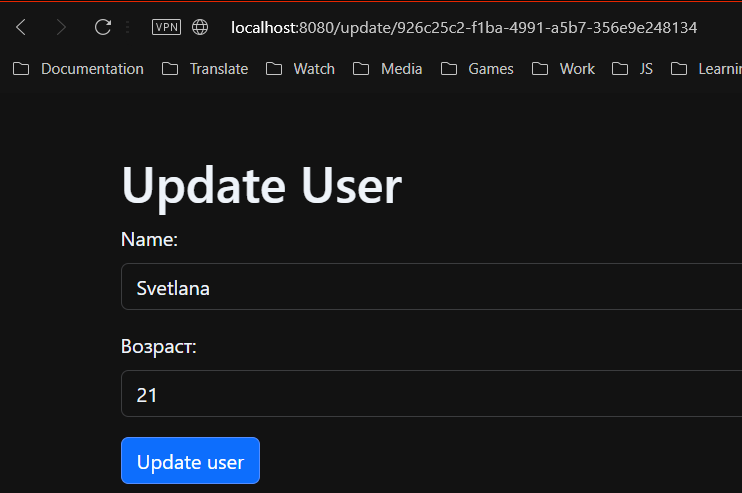 VPN localhost:8080/update/926c25c2-f1ba-4991-a5b7-356e9e248134
Documentation Translate Watch Media Games Work JS
Update User
Name:
Svetlana
Возраст:
21
Update user